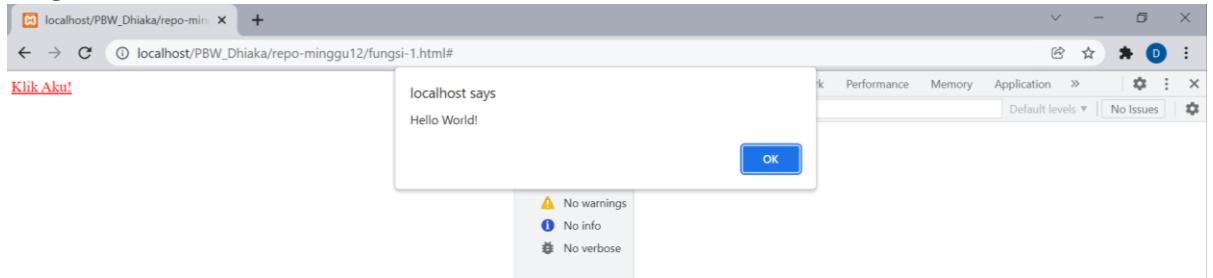 localhost/PBW_Dhiaka/repo-min
localhost/PBW_Dhiaka/repo-minggu12/fungsi-1.html#
D
Klik Aku!
localhost says
Hello World!
OK
Performance Memory Application
Default levels ▼ No Issues
No warnings
No info
No verbose